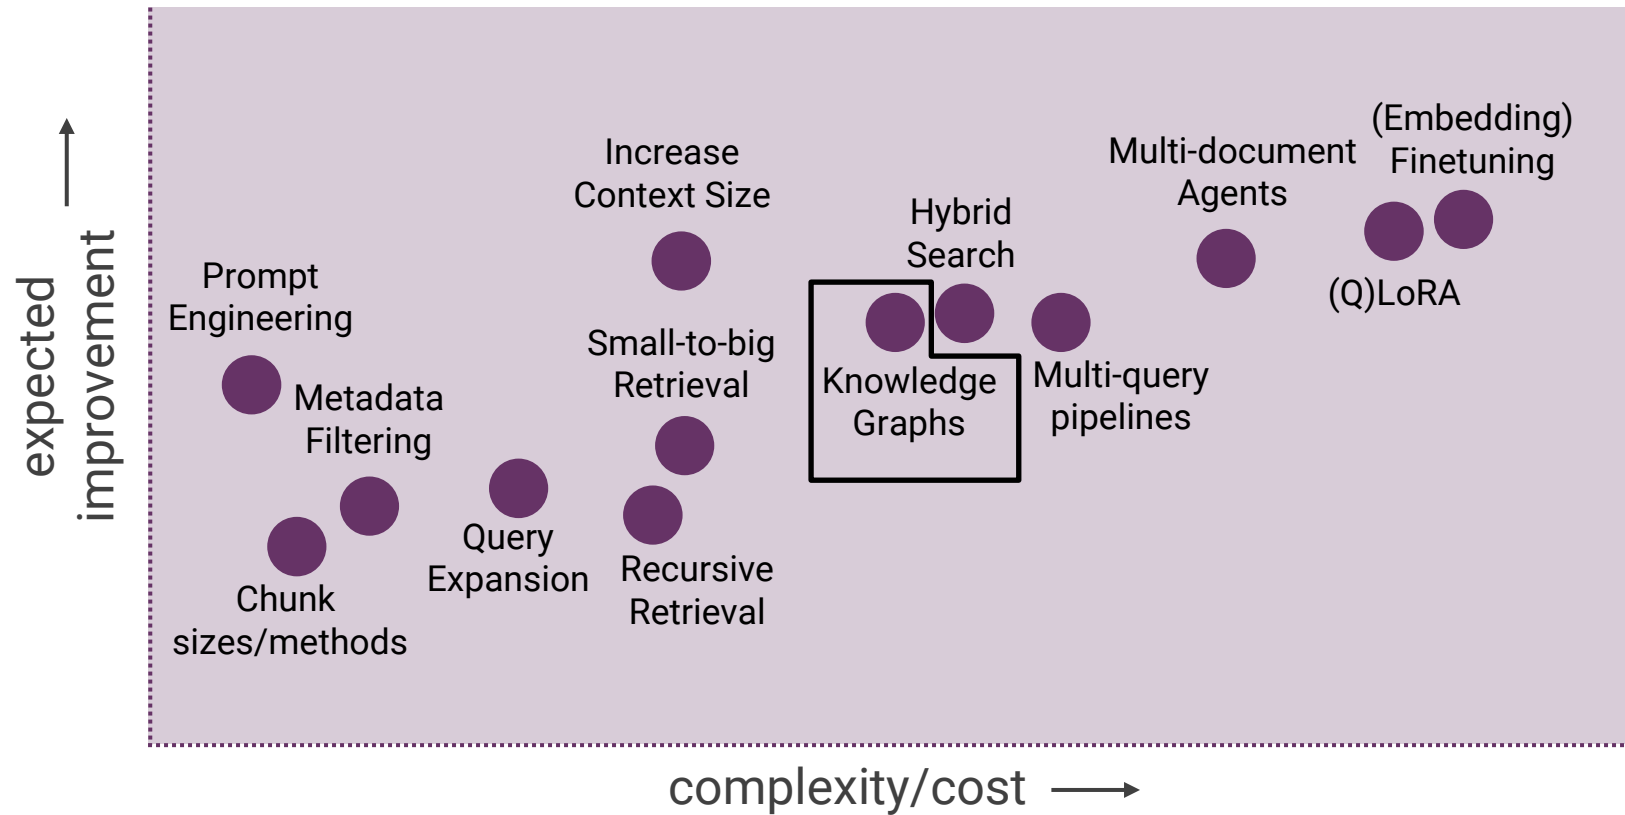 expected
improvement
Prompt
Engineering
Metadata
Filtering
Chunk
sizes/methods
Query
Expansion
Increase
Context Size
Small-to-big
Retrieval
Recursive
Retrieval
Hybrid
Search
Knowledge
Graphs
Multi-query
pipelines
Multi-document
Agents
(Embedding)
Finetuning
(Q)LoRA
complexity/cost